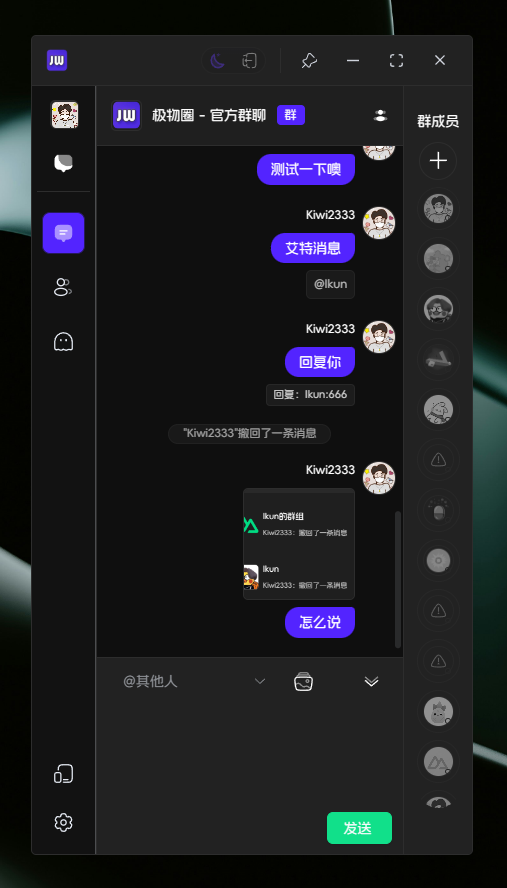 JW
JW 极物圈 - 官方群聊 群
群成员
测试一下噢
Kiwi2333
艾特消息
@Ikun
Kiwi2333
回复你
回复：Ikun:666
"Kiwi2333"撤回了一条消息
Kiwi2333
Ikun的群组
Kiwi2333：撤回了一条消息
Ikun
Kiwi2333：撤回了一条消息
怎么说
@其他人
发送